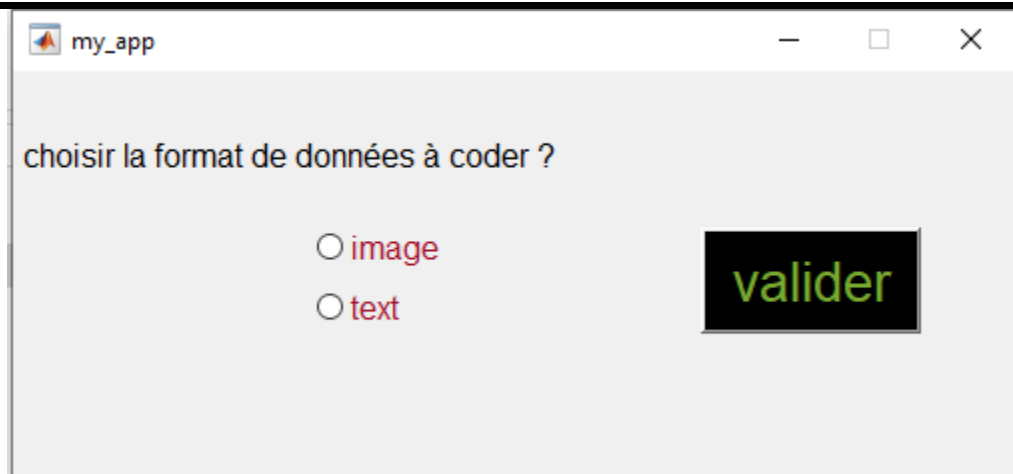 my_app
choisir la format de données à coder ?
image
text
valider